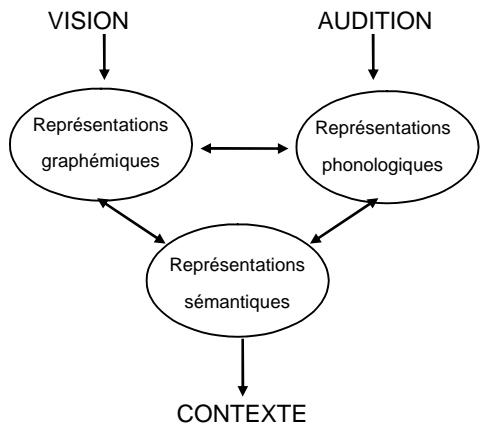 VISION
AUDITION
Représentations
graphémiques
Représentations
phonologiques
Représentations
sémantiques
CONTEXTE